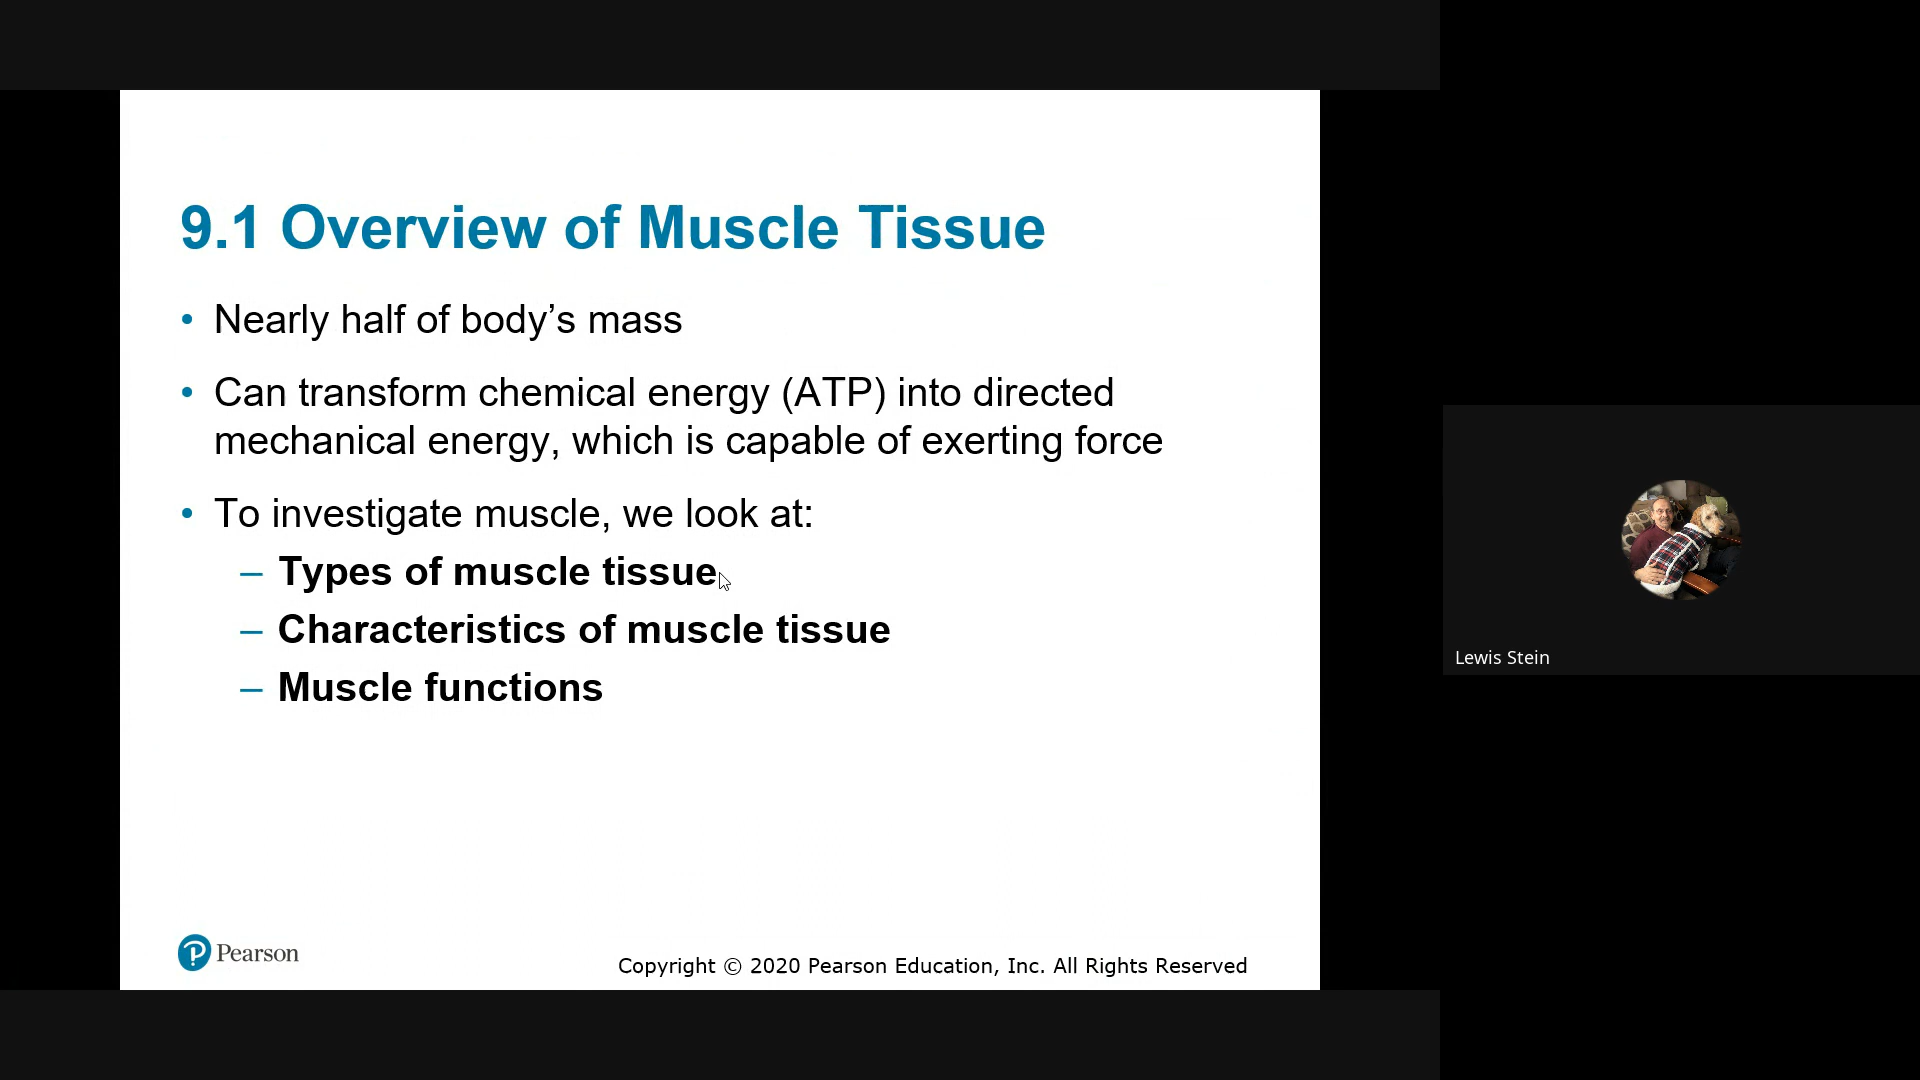 9.1 Overview of Muscle Tissue
• Nearly half of body’s mass
• Can transform chemical energy (ATP) into directed
mechanical energy, which is capable of exerting force
• To investigate muscle, we look at:
– Types of muscle tissue
– Characteristics of muscle tissue
– Muscle functions
Pearson
Copyright © 2020 Pearson Education, Inc. All Rights Reserved
Lewis Stein